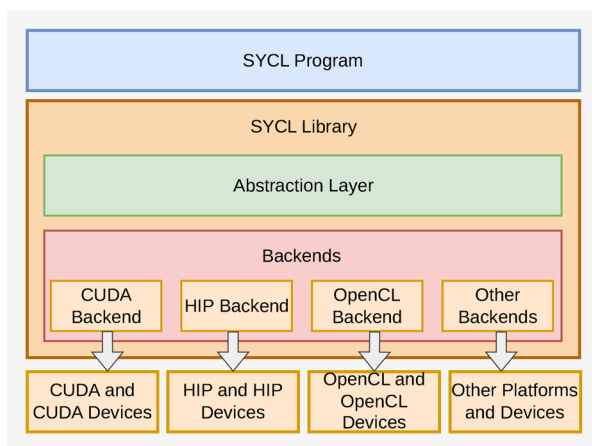 SYCL Program
SYCL Library
Abstraction Layer
Backends
CUDA
Backend
HIP Backend
OpenCL
Backend
Other
Backends
CUDA and
CUDA Devices
HIP and HIP
Devices
OpenCL and
OpenCL
Devices
Other Platforms
and Devices